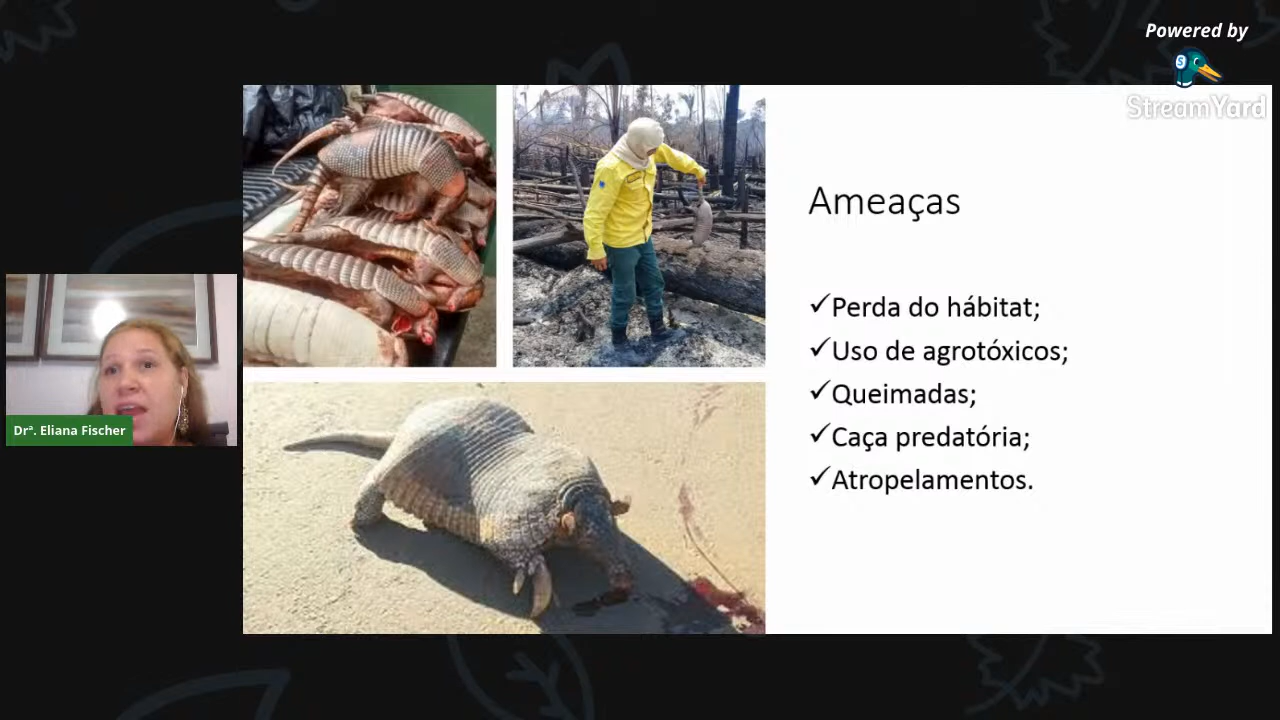 Powered by
StreamYard
Ameaças
✓Perda do hábitat;
✓Uso de agrotóxicos;
✓Queimadas;
✓Caça predatória;
✓Atropelamentos.
Drª. Eliana Fischer